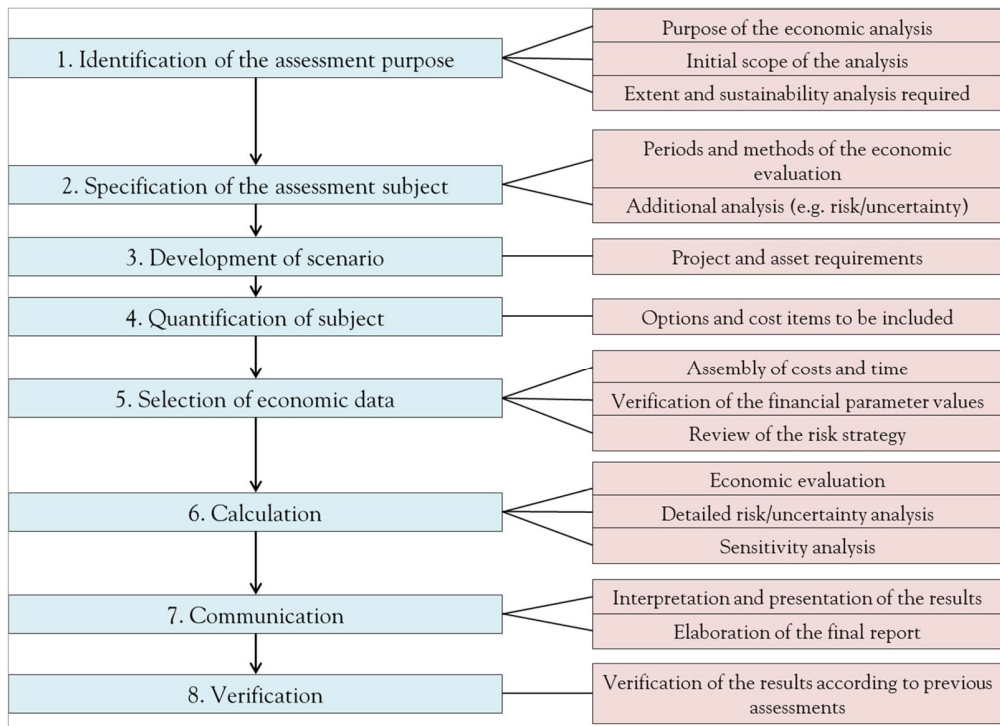 1. Identification of the assessment purpose
Purpose of the economic analysis
Initial scope of the analysis
Extent and sustainability analysis required
2. Specification of the assessment subject
Periods and methods of the economic
evaluation
Additional analysis (e.g. risk/uncertainty)
3. Development of scenario
Project and asset requirements
4. Quantification of subject
Options and cost items to be included
5. Selection of economic data
Assembly of costs and time
Verification of the financial parameter values
Review of the risk strategy
6. Calculation
Economic evaluation
Detailed risk/uncertainty analysis
Sensitivity analysis
7. Communication
Interpretation and presentation of the results
Elaboration of the final report
8. Verification
Verification of the results according to previous
assessments